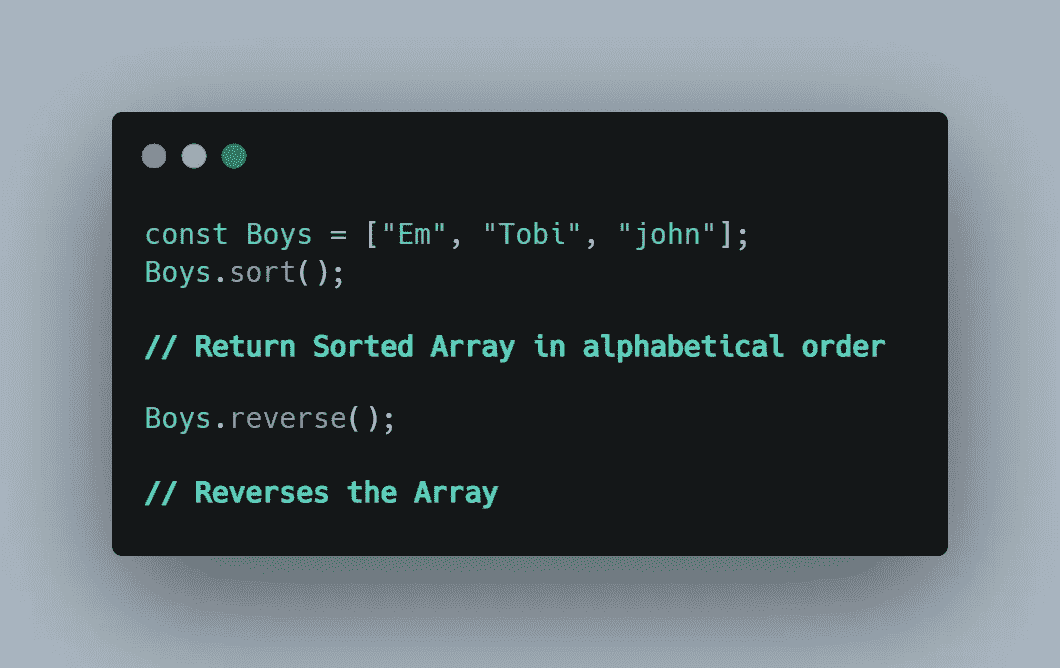 const Boys = ["Em", "Tobi", "john"];
Boys.sort();
// Return Sorted Array in alphabetical order
Boys.reverse();
// Reverses the Array